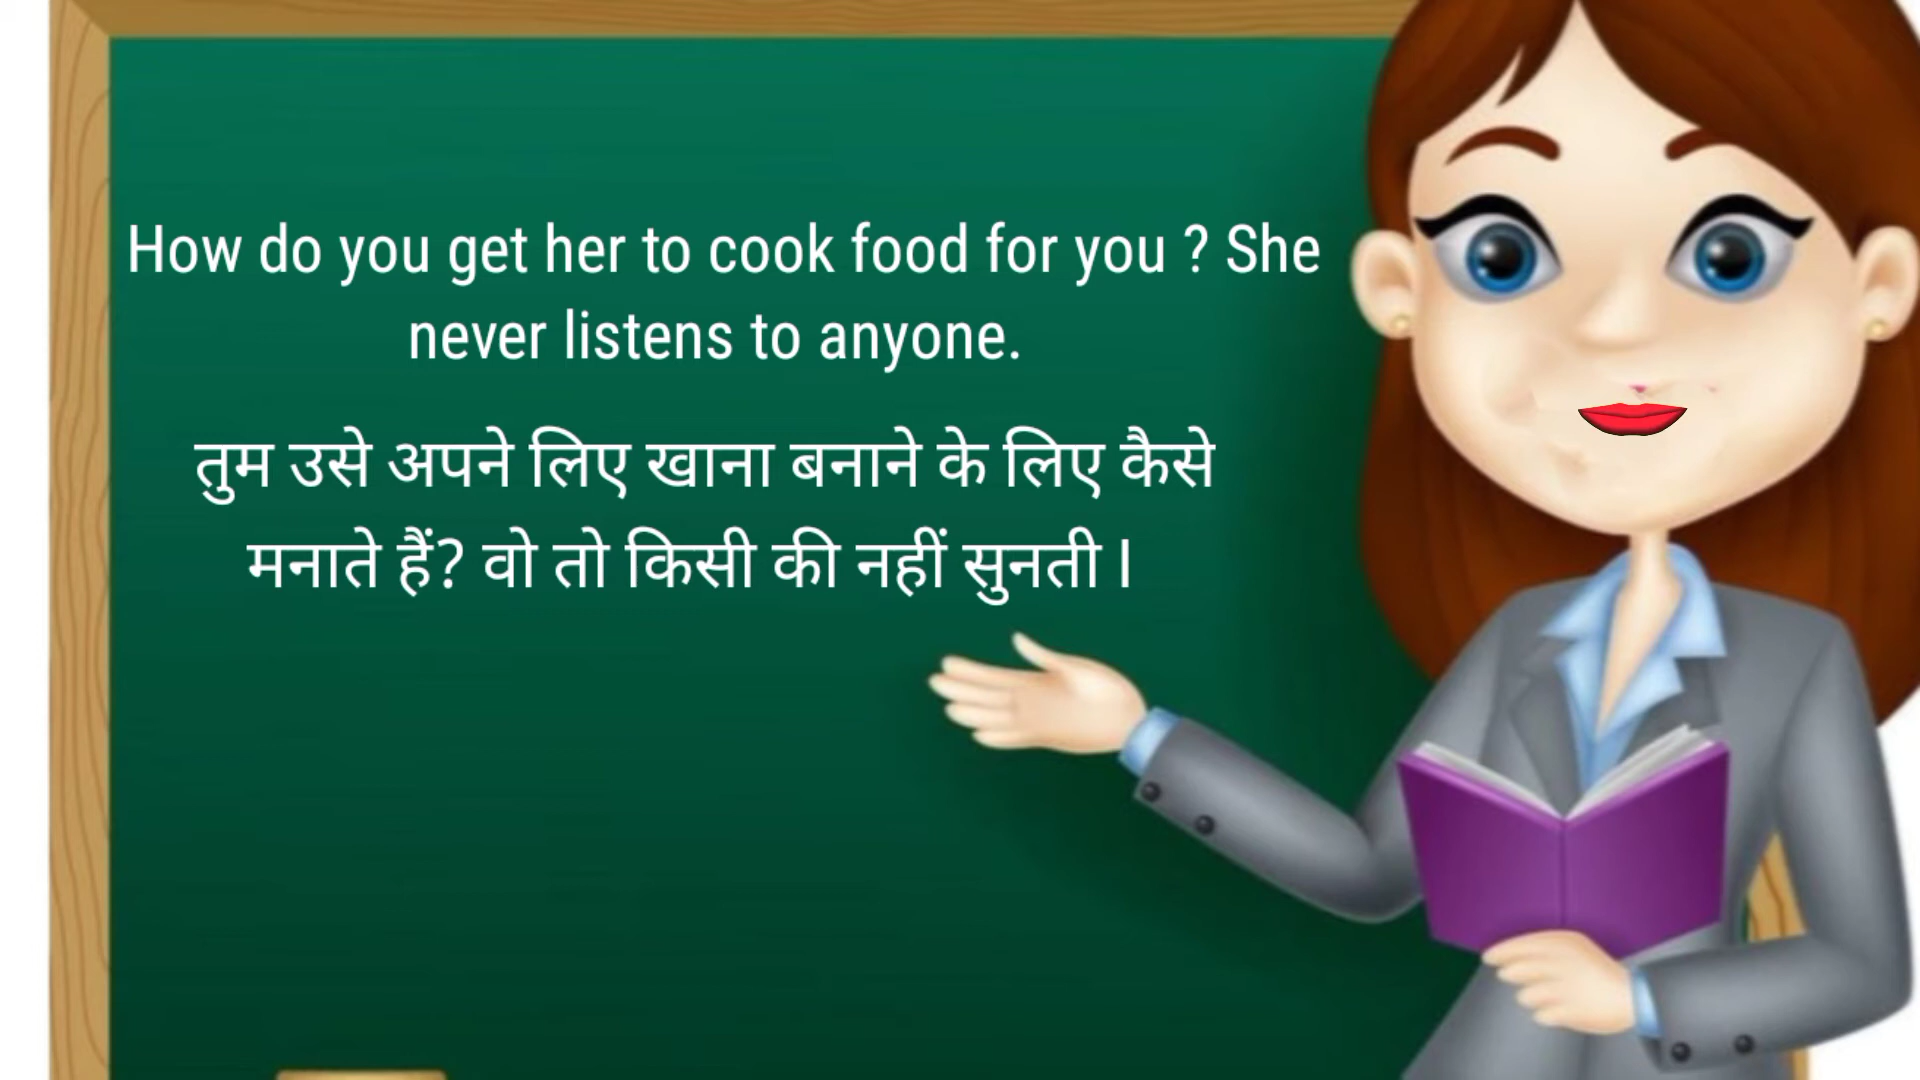 How do you get her to cook food for you ? She
never listens to anyone.
तुम उसे अपने लिए खाना बनाने के लिए कैसे
मनाते हैं? वो तो किसी की नहीं सुनती।